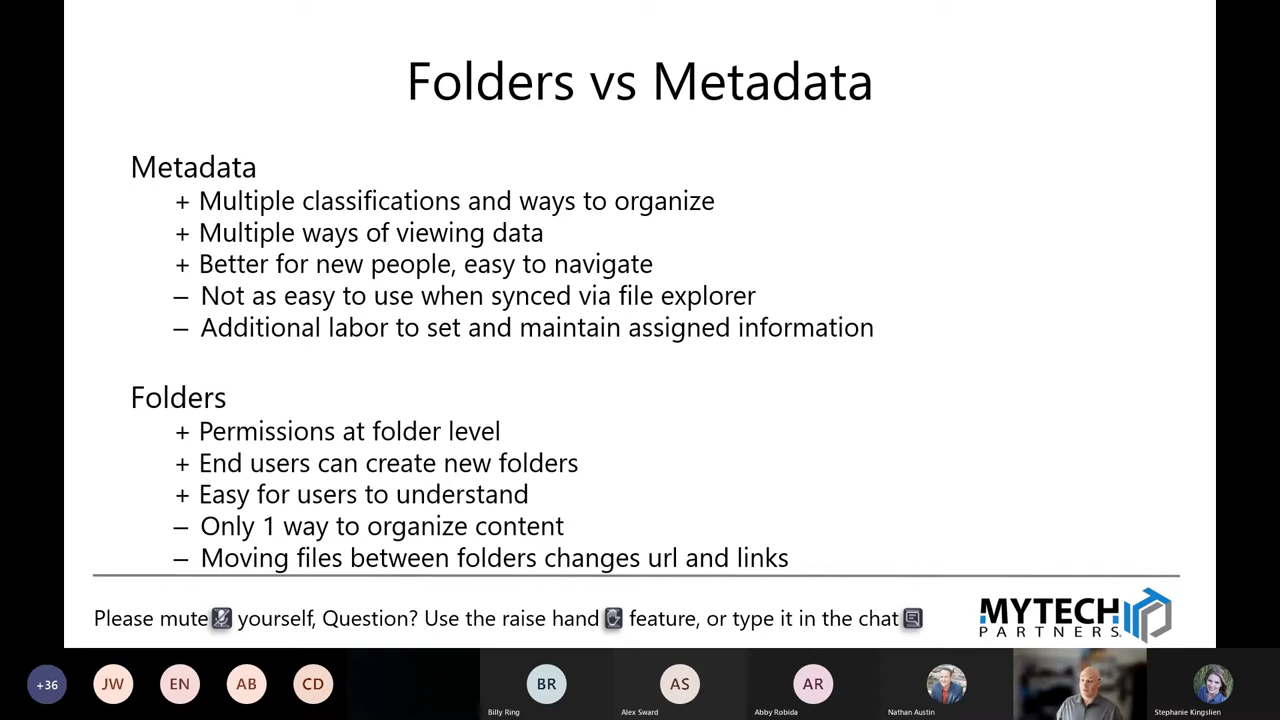 Folders vs Metadata
Metadata
+ Multiple classifications and ways to organize
+ Multiple ways of viewing data
+ Better for new people, easy to navigate
– Not as easy to use when synced via file explorer
– Additional labor to set and maintain assigned information
Folders
+ Permissions at folder level
+ End users can create new folders
+ Easy for users to understand
– Only 1 way to organize content
– Moving files between folders changes url and links
Please mute yourself, Question? Use the raise hand feature, or type it in the chat
MYTECH
PARTNERS
+36 JW EN AB CD BR AS AR
Billy Ring Alex Sward Abby Robida Nathan Austin Stephanie Kingslien